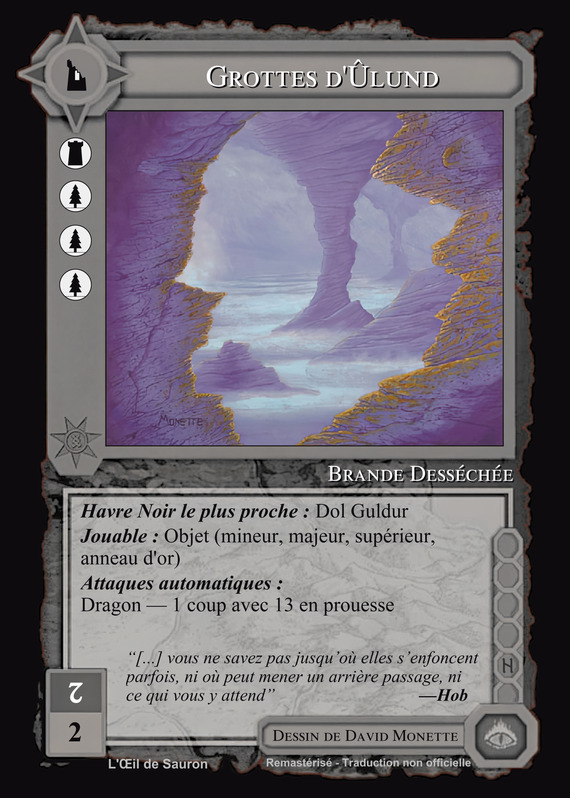 GROTTES D'ÛLUND
MONETTE
BRANDE DESSÉCHÉE
Havre Noir le plus proche : Dol Guldur
Jouable : Objet (mineur, majeur, supérieur,
anneau d'or)
Attaques automatiques :
Dragon — 1 coup avec 13 en prouesse
“[...] vous ne savez pas jusqu’où elles s’enfoncent
parfois, ni où peut mener un arrière passage, ni
ce qui vous y attend” —Hob
2
DESSIN DE DAVID MONETTE
L'Œil de Sauron
Remastérisé - Traduction non officielle